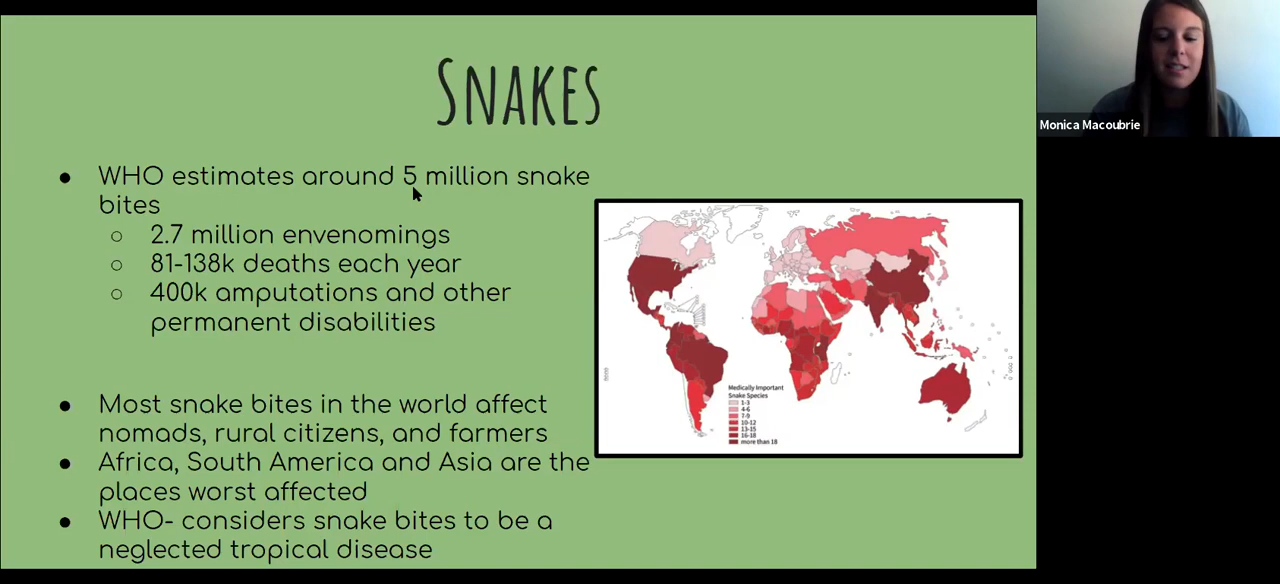 SNAKES
● WHO estimates around 5 million snake
bites
○ 2.7 million envenomings
○ 81-138k deaths each year
○ 400k amputations and other
permanent disabilities
● Most snake bites in the world affect
nomads, rural citizens, and farmers
● Africa, South America and Asia are the
places worst affected
● WHO- considers snake bites to be a
neglected tropical disease
Medically Important
Snake Species
1-3
4-6
7-9
10-12
13-15
16-18
more than 18
Monica Macoubrie